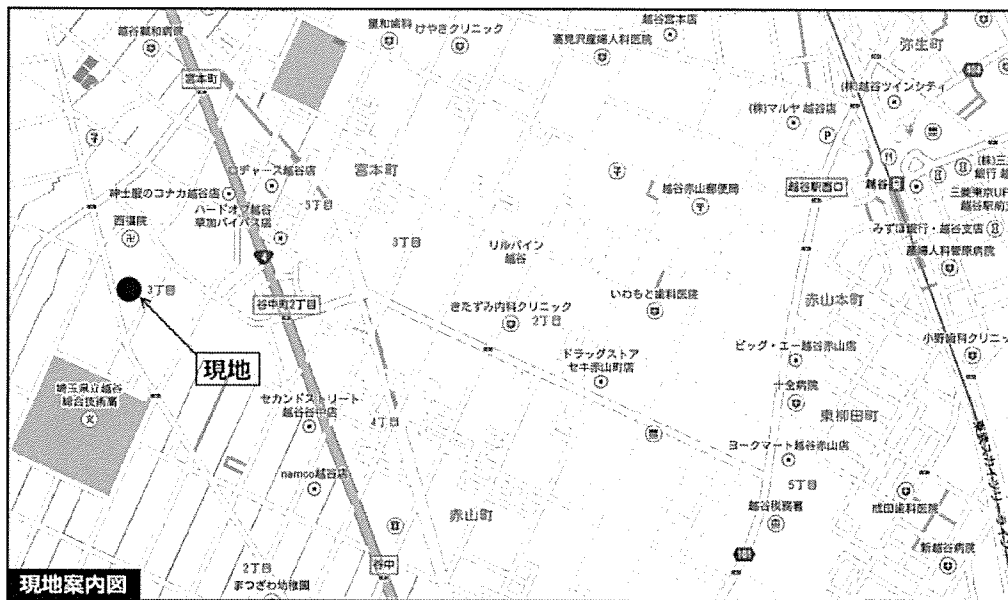 越谷誠和病院
宮本町
星和歯科
けやきクリニック
越谷宮本店
高見沢産婦人科医院
弥生町
(株)越谷ツインシティ
(株)マルヤ 越谷店
P
ロヂャース越谷店
宮本町
紳士服のコナカ越谷店
5丁目
ハードオフ越谷
草加バイパス店
西福院
越谷赤山郵便局
越谷駅西口
越谷
(株)三
銀行 越
三菱東京UF
越谷駅前支
みずほ銀行・越谷支店
産婦人科菅原病院
3丁目
リルパイン
越谷
4
3丁目
谷中町2丁目
きたずみ内科クリニック
2丁目
いわもと歯科医院
赤山本町
現地
ドラッグストア
セキ赤山町店
ビッグ・エー越谷赤山店
小野歯科クリニッ
埼玉県立越谷
総合技術高
セカンドストリート
越谷谷中店
十全病院
東柳田町
4丁目
ヨークマート越谷赤山店
namco越谷店
5丁目
赤山町
越谷税務署
成田歯科医院
新越谷病院
谷中
2丁目
まつざわ幼稚園
現地案内図